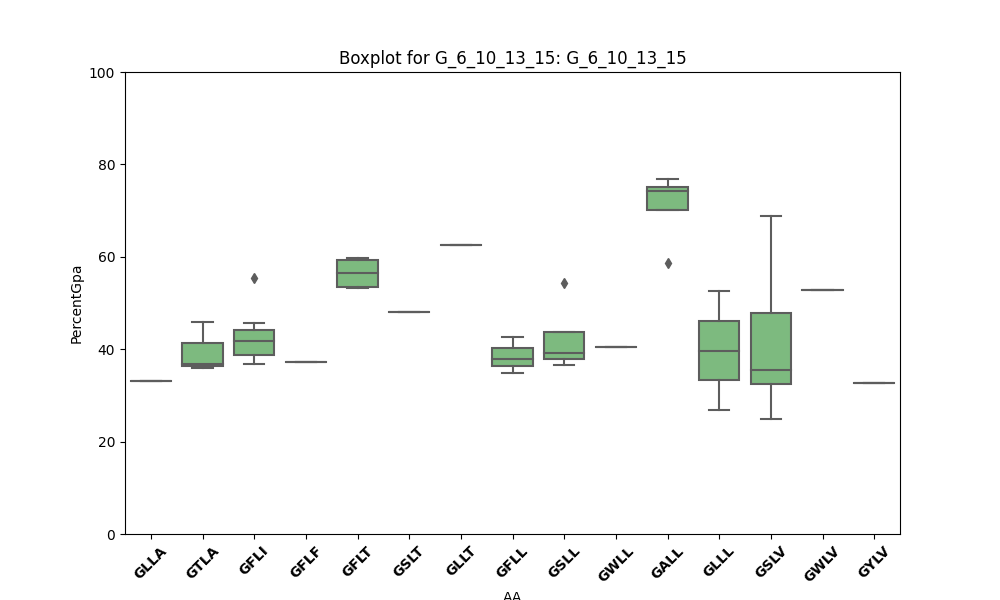 Boxplot for G_6_10_13_15: G_6_10_13_15
100
80
60
40
20
0
PercentGpa
GLLA GTLA GFLI GFLF GFLT GSLT GLLT GFLL GSLL GWLL GALL GLLL GSLV GWLV GYLV
AA